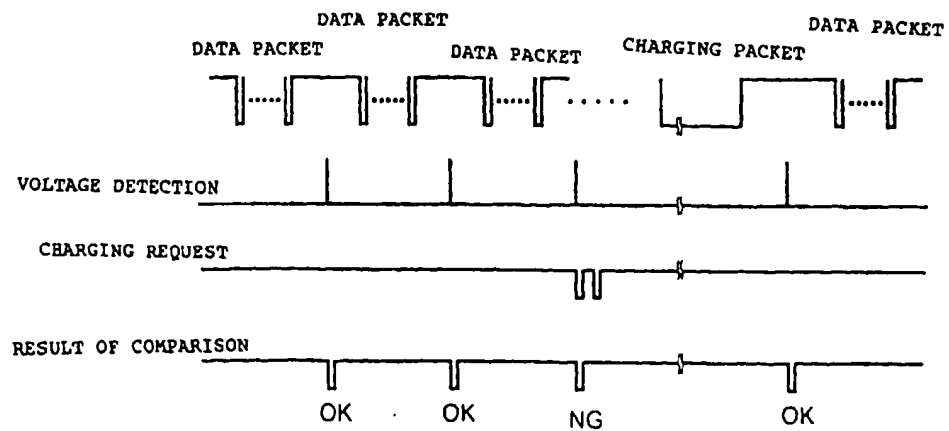 DATA PACKET
DATA PACKET
DATA PACKET
DATA PACKET
CHARGING PACKET
VOLTAGE DETECTION
CHARGING REQUEST
RESULT OF COMPARISON
OK
OK
NG
OK